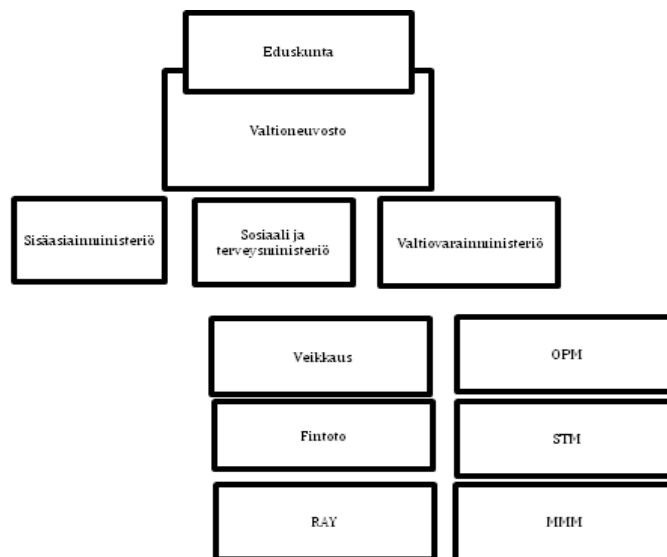 Eduskunta
Valtioneuvosto
Sisäasiainministeriö
Sosiaali ja
terveysministeriö
Valtiovarainministeriö
Veikkaus
OPM
Fintoto
STM
RAY
MMM